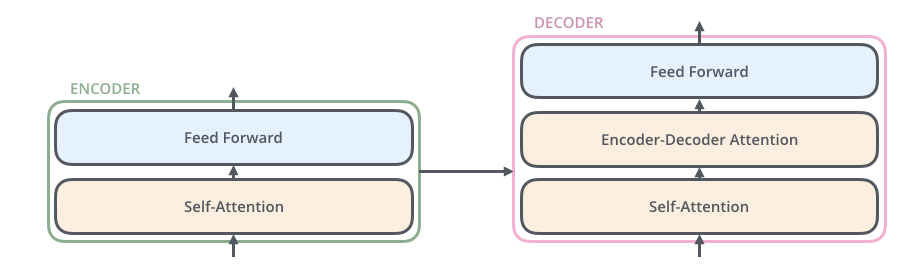 ENCODER
Feed Forward
Self-Attention
DECODER
Feed Forward
Encoder-Decoder Attention
Self-Attention